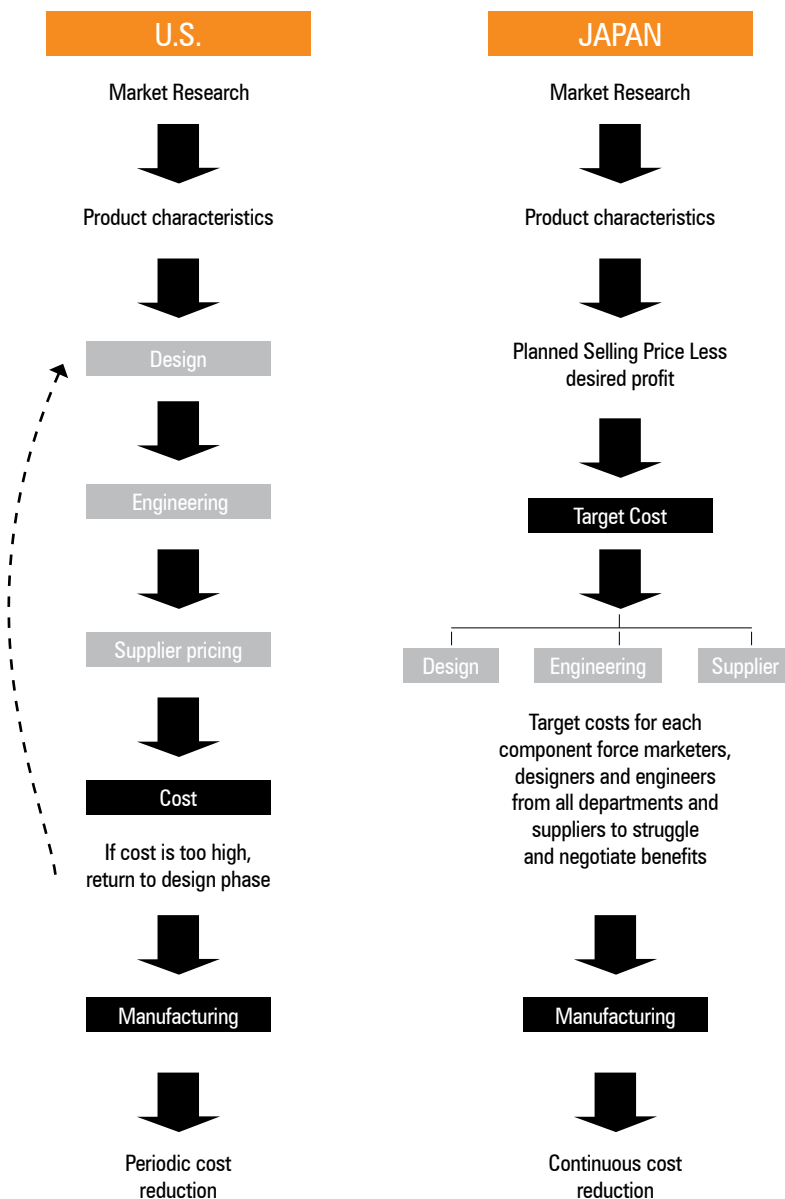 U.S.
Market Research
Product characteristics
Design
Engineering
Supplier pricing
Cost
If cost is too high,
return to design phase
Manufacturing
Periodic cost
reduction
JAPAN
Market Research
Product characteristics
Planned Selling Price Less
desired profit
Target Cost
Design
Engineering
Supplier
Target costs for each
component force marketers,
designers and engineers
from all departments and
suppliers to struggle
and negotiate benefits
Manufacturing
Continuous cost
reduction